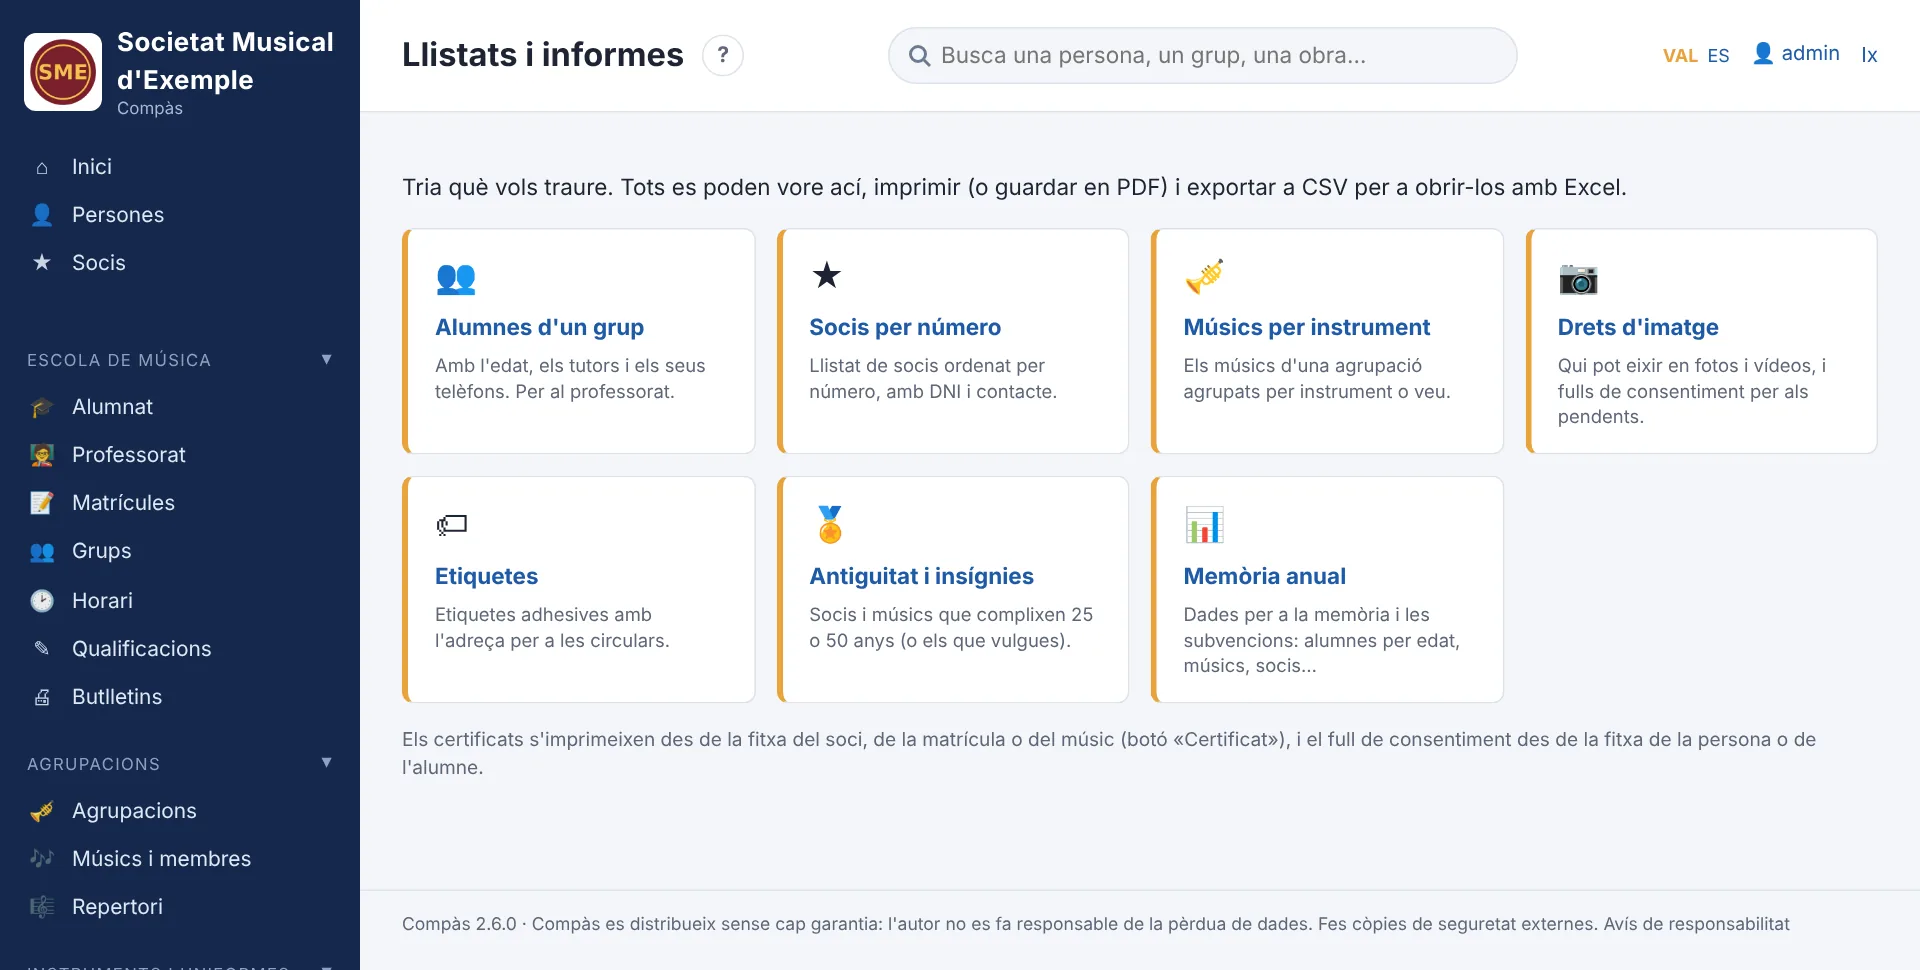 SME
Societat Musical
d'Exemple
Compàs
Inici
Persones
Socis
ESCOLA DE MÚSICA
Alumnat
Professorat
Matrícules
Grups
Horari
Qualificacions
Butlletins
AGRUPACIONS
Agrupacions
Músics i membres
Repertori
INSTRUMENTS I UNIFORMES
Llistats i informes
?
Busca una persona, un grup, una obra...
VAL ES admin Ix
Tria què vols traure. Tots es poden vore ací, imprimir (o guardar en PDF) i exportar a CSV per a obrir-los amb Excel.
Alumnes d'un grup
Amb l'edat, els tutors i els seus
telèfons. Per al professorat.
Socis per número
Llistat de socis ordenat per
número, amb DNI i contacte.
Músics per instrument
Els músics d'una agrupació
agrupats per instrument o veu.
Drets d'imatge
Qui pot eixir en fotos i vídeos, i
fulls de consentiment per als
pendents.
Etiquetes
Etiquetes adhesives amb
l'adreça per a les circulars.
Antiguitat i insígnies
Socis i músics que complixen 25
o 50 anys (o els que vulgues).
Memòria anual
Dades per a la memòria i les
subvencions: alumnes per edat,
músics, socis...
Els certificats s'imprimeixen des de la fitxa del soci, de la matrícula o del músic (botó «Certificat»), i el full de consentiment des de la fitxa de la persona o de
l'alumne.
Compàs 2.6.0 · Compàs es distribueix sense cap garantia: l'autor no es fa responsable de la pèrdua de dades. Fes còpies de seguretat externes. Avís de responsabilitat